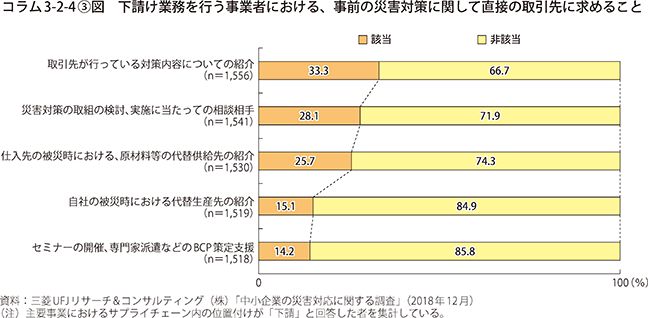 コラム3-2-4③図　下請け業務を行う事業者における、事前の災害対策に関して直接の取引先に求めること
該当　非該当
取引先が行っている対策内容についての紹介
（n＝1,556）
33.3　66.7
災害対策の取組の検討、実施に当たっての相談相手
（n＝1,541）
28.1　71.9
仕入先の被災時における、原材料等の代替供給先の紹介
（n＝1,530）
25.7　74.3
自社の被災時における代替生産先の紹介
（n＝1,519）
15.1　84.9
セミナーの開催、専門家派遣などのBCP策定支援
（n＝1,518）
14.2　85.8
0　100（%）
資料：三菱UFJリサーチ＆コンサルティング（株）「中小企業の災害対応に関する調査」（2018年12月）
（注）主要事業におけるサプライチェーン内の位置付けが「下請」と回答した者を集計している。